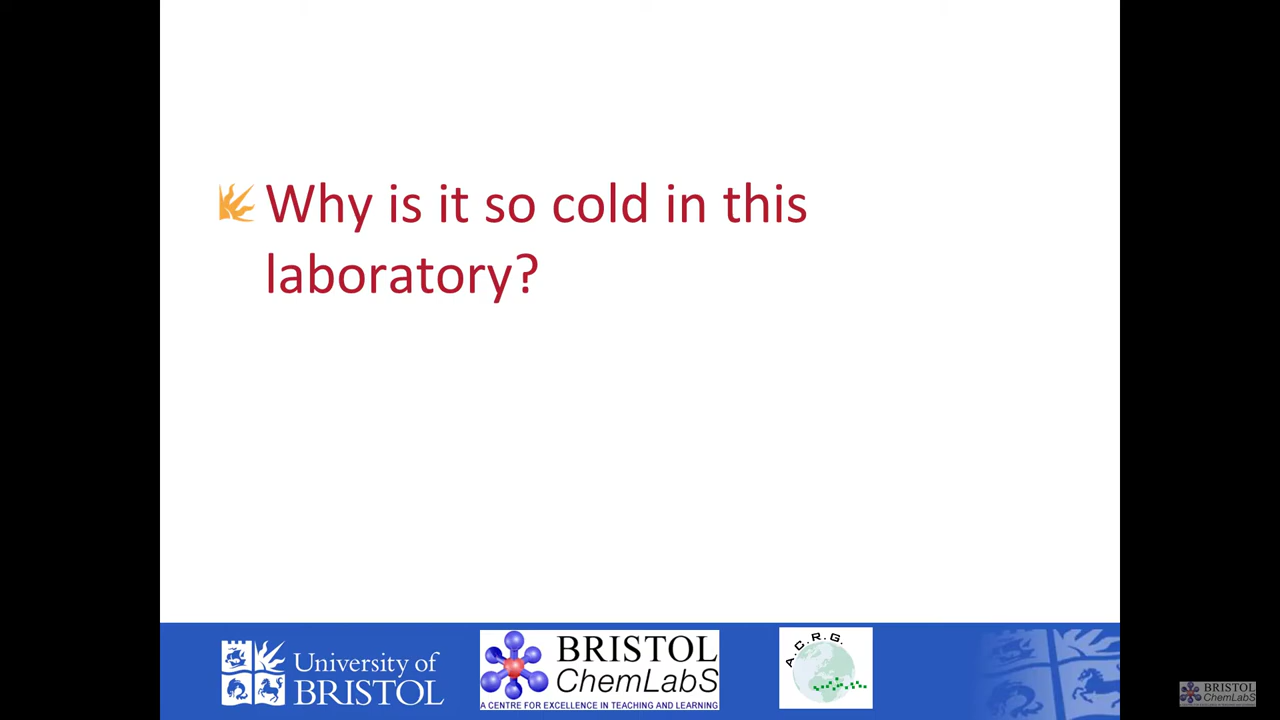 Why is it so cold in this
laboratory?
University of
BRISTOL
BRISTOL
ChemLabS
A CENTRE FOR EXCELLENCE IN TEACHING AND LEARNING
A.C.R.G.
BRISTOL
ChemLabS